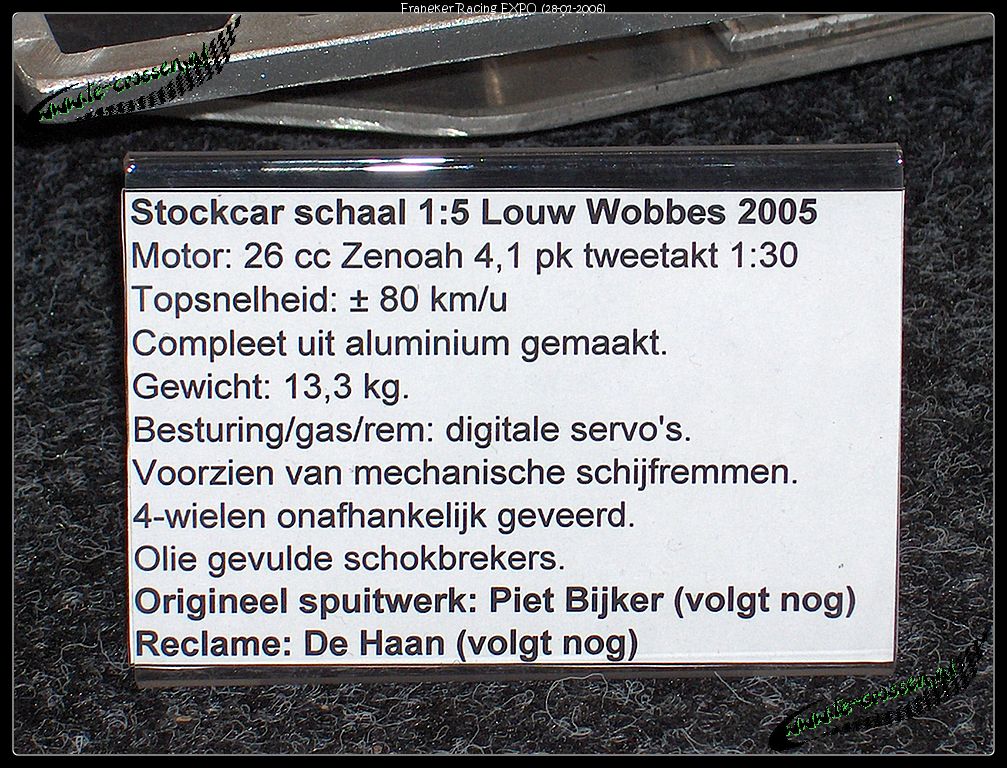 Franeker Racing EXPO (28-01-2006)
Stockcar schaal 1:5 Louw Wobbes 2005
Motor: 26 cc Zenoah 4,1 pk tweetakt 1:30
Topsnelheid: ± 80 km/u
Compleet uit aluminium gemaakt.
Gewicht: 13,3 kg.
Besturing/gas/rem: digitale servo's.
Voorzien van mechanische schijfremmen.
4-wielen onafhankelijk geveerd.
Olie gevulde schokbrekers.
Origineel spuitwerk: Piet Bijker (volgt nog)
Reclame: De Haan (volgt nog)